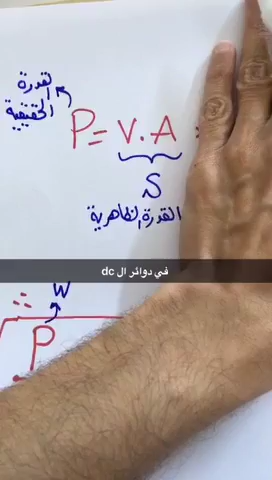 القدرة
الحقيقية
P = V . A :
S
القدرة الظاهرية
في دوائر ال dc
∴ W
P